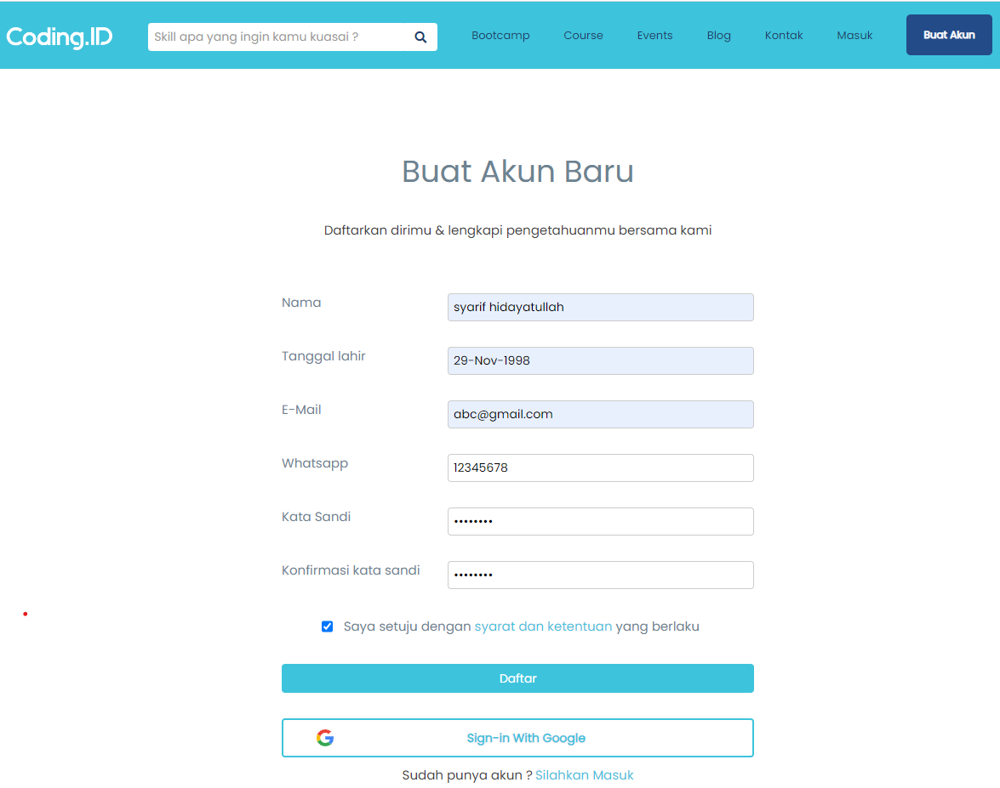 Coding.ID
Skill apa yang ingin kamu kuasai ?
Bootcamp
Course
Events
Blog
Kontak
Masuk
Buat Akun
Buat Akun Baru
Daftarkan dirimu & lengkapi pengetahuanmu bersama kami
Nama
syarif hidayatullah
Tanggal lahir
29-Nov-1998
E-Mail
abc@gmail.com
Whatsapp
12345678
Kata Sandi
••••••••
Konfirmasi kata sandi
••••••••
Saya setuju dengan syarat dan ketentuan yang berlaku
Daftar
Sign-in With Google
Sudah punya akun ? Silahkan Masuk